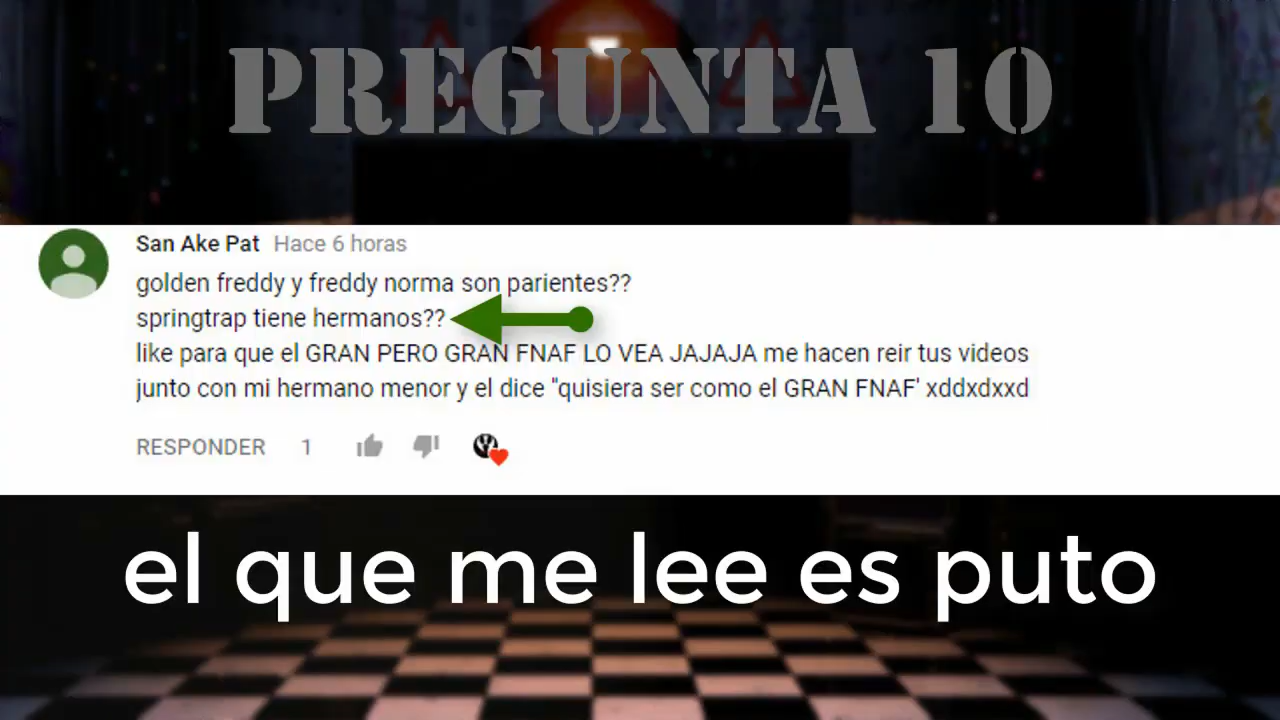 PREGUNTA 10
San Ake Pat Hace 6 horas
golden freddy y freddy norma son parientes??
springtrap tiene hermanos??
like para que el GRAN PERO GRAN FNAF LO VEA JAJAJA me hacen reir tus videos
junto con mi hermano menor y el dice "quisiera ser como el GRAN FNAF' xddxdxxd
RESPONDER 1
el que me lee es puto